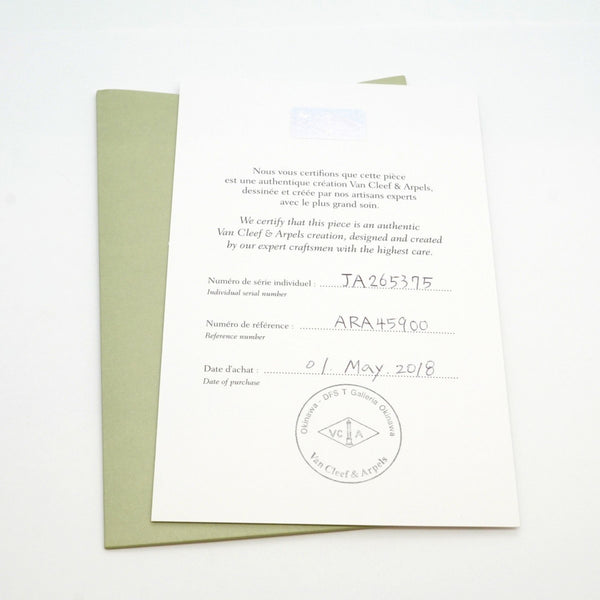 Nous vous certifions que cette pièce
est une authentique création Van Cleef & Arpels,
dessinée et créée par nos artisans experts
avec le plus grand soin.
We certify that this piece is an authentic
Van Cleef & Arpels creation, designed and created
by our expert craftsmen with the highest care.
Numéro de série individuel : JA265375
Individual serial number
Numéro de référence : ARA45900
Reference number
Date d'achat : 01. May. 2018
Date of purchase
Okinawa - DFS T Galleria Okinawa
VC A
Van Cleef & Arpels